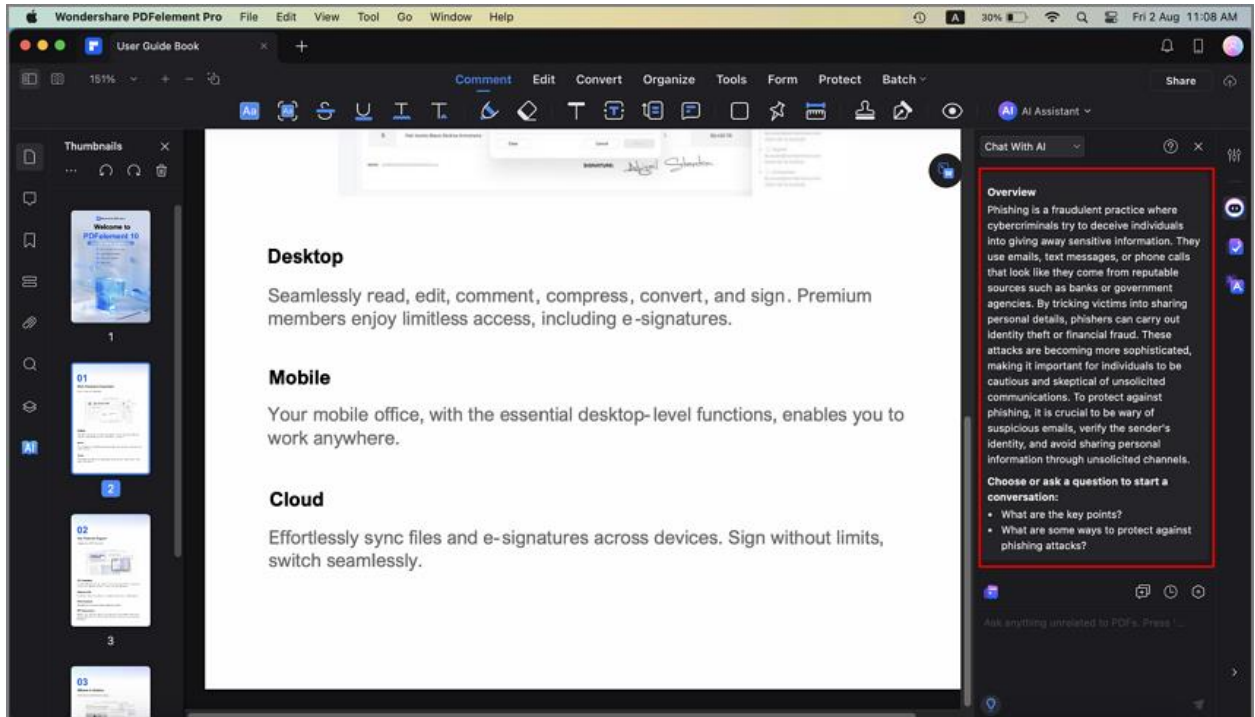 Wondershare PDFelement Pro File Edit View Tool Go Window Help A 30% Fri 2 Aug 11:08 AM
User Guide Book × +
151% + - Comment Edit Convert Organize Tools Form Protect Batch Share
AI AI Assistant
Thumbnails ×
Chat With AI
SIGNATURE:
Welcome to
PDFelement 10
1
01
2
02
3
03
Desktop
Seamlessly read, edit, comment, compress, convert, and sign. Premium
members enjoy limitless access, including e-signatures.
Mobile
Your mobile office, with the essential desktop-level functions, enables you to
work anywhere.
Cloud
Effortlessly sync files and e-signatures across devices. Sign without limits,
switch seamlessly.
Overview
Phishing is a fraudulent practice where
cybercriminals try to deceive individuals
into giving away sensitive information. They
use emails, text messages, or phone calls
that look like they come from reputable
sources such as banks or government
agencies. By tricking victims into sharing
personal details, phishers can carry out
identity theft or financial fraud. These
attacks are becoming more sophisticated,
making it important for individuals to be
cautious and skeptical of unsolicited
communications. To protect against
phishing, it is crucial to be wary of
suspicious emails, verify the sender's
identity, and avoid sharing personal
information through unsolicited channels.
Choose or ask a question to start a
conversation:
• What are the key points?
• What are some ways to protect against
phishing attacks?
Ask anything unrelated to PDFs. Press '...